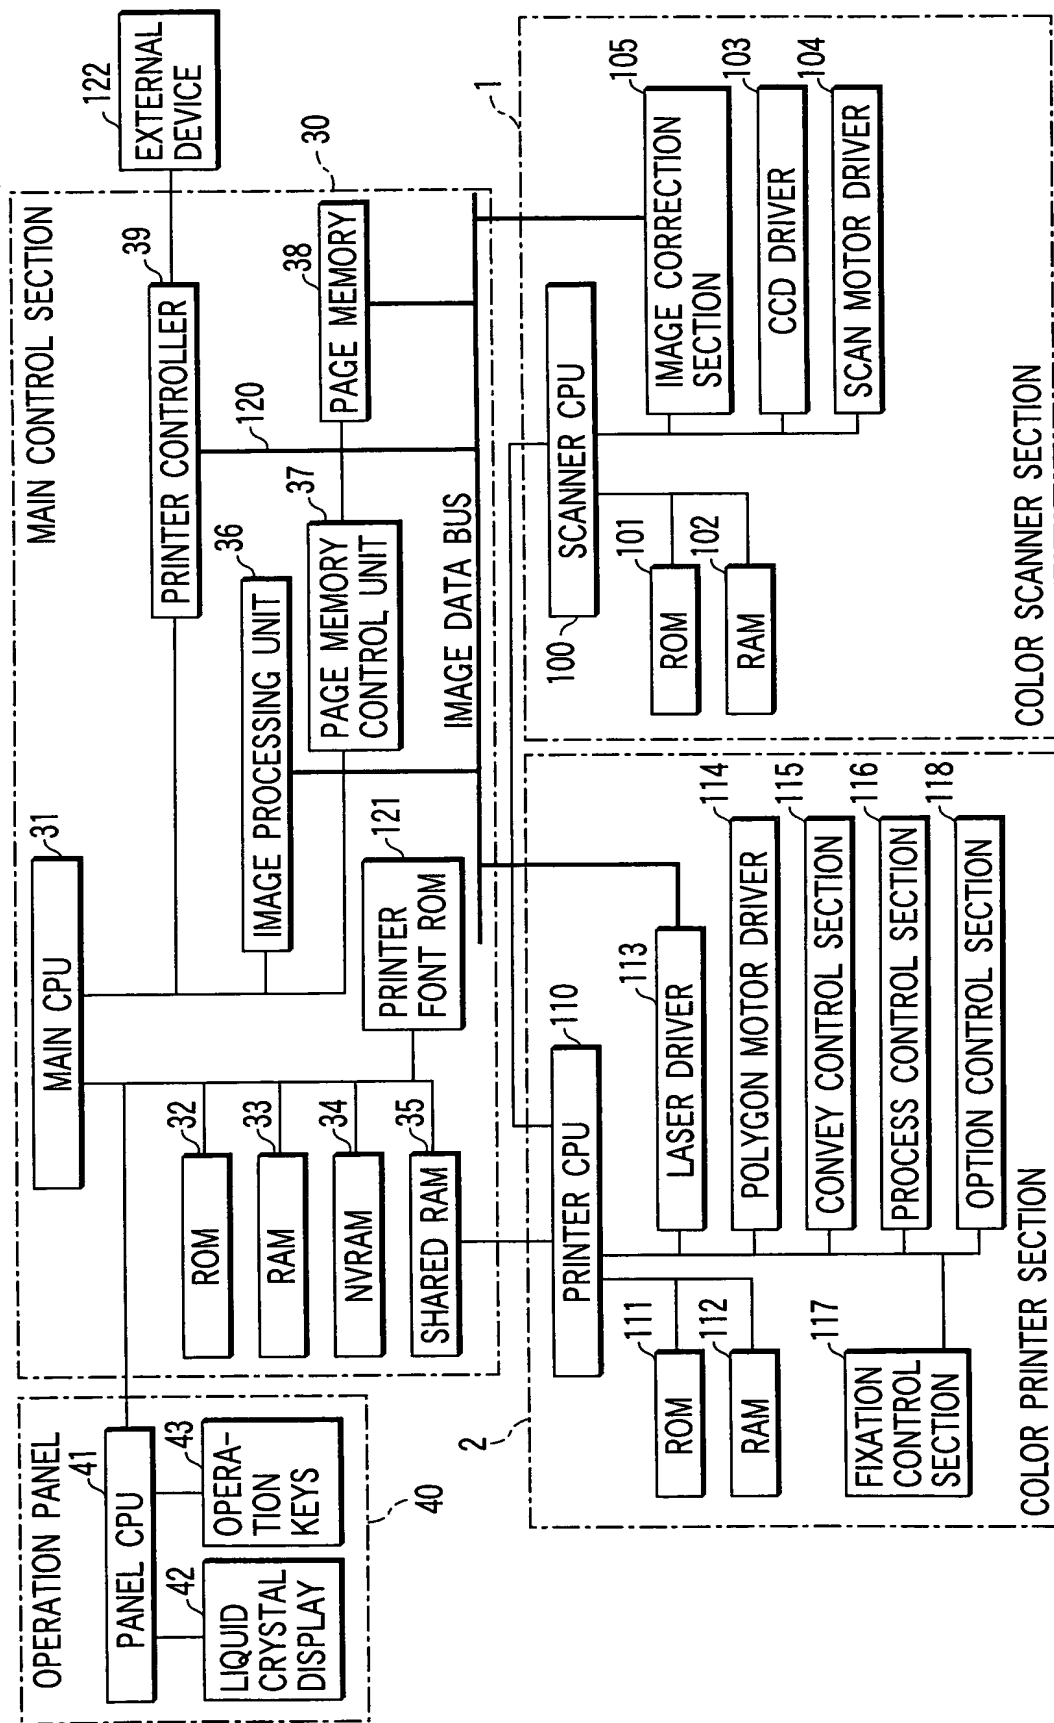 OPERATION PANEL
41
PANEL CPU
42
LIQUID
CRYSTAL
DISPLAY
43
OPERA-
TION
KEYS
40
MAIN CONTROL SECTION
30
31
MAIN CPU
32
ROM
33
RAM
34
NVRAM
35
SHARED RAM
121
PRINTER
FONT ROM
36
IMAGE PROCESSING UNIT
37
PAGE MEMORY
CONTROL UNIT
38
PAGE MEMORY
39
PRINTER CONTROLLER
120
IMAGE DATA BUS
122
EXTERNAL
DEVICE
2
110
PRINTER CPU
111
ROM
112
RAM
113
LASER DRIVER
114
POLYGON MOTOR DRIVER
115
CONVEY CONTROL SECTION
116
PROCESS CONTROL SECTION
117
FIXATION
CONTROL
SECTION
118
OPTION CONTROL SECTION
COLOR PRINTER SECTION
1
100
SCANNER CPU
101
ROM
102
RAM
105
IMAGE CORRECTION
SECTION
103
CCD DRIVER
104
SCAN MOTOR DRIVER
COLOR SCANNER SECTION